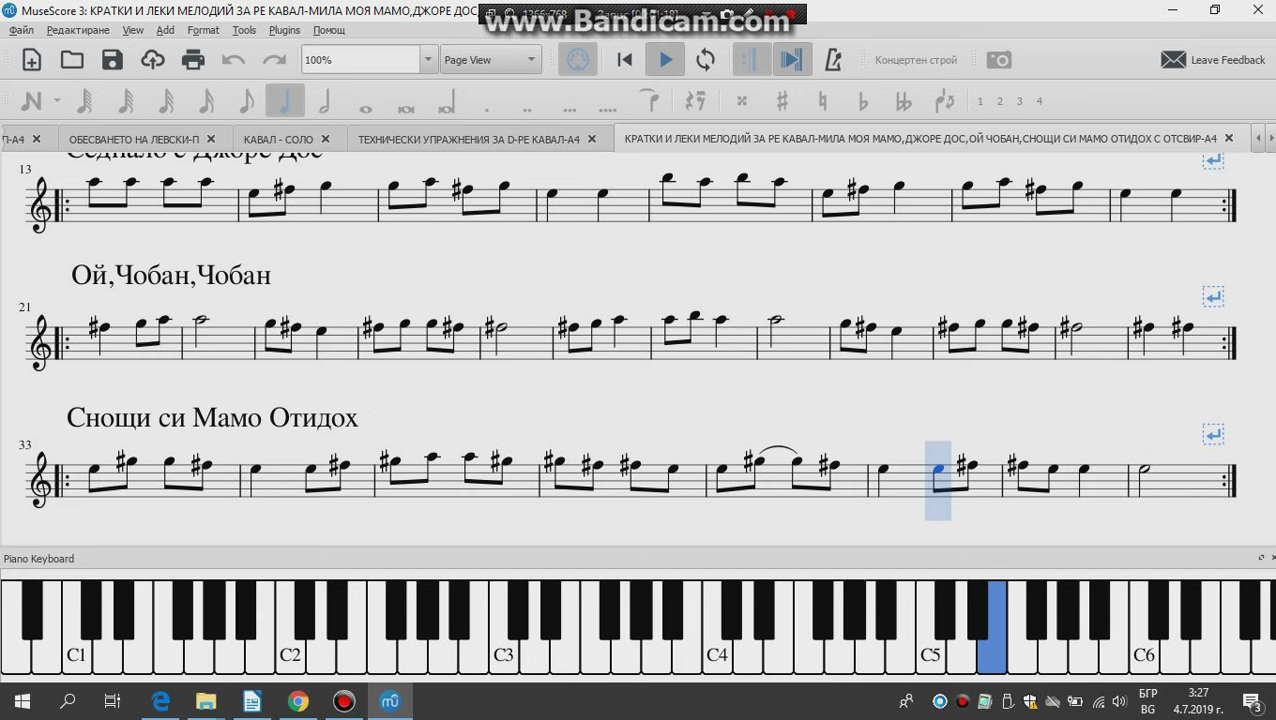 MuseScore 3: КРАТКИ И ЛЕКИ МЕЛОДИЙ ЗА РЕ КАВАЛ-МИЛА МОЯ МАМО,ДЖОРЕ ДОС
www.Bandicam.com
Файл Редактиране View Add Format Tools Plugins Помощ
100% Page View Концертен строй Leave Feedback
1 2 3 4
П-А4 ОБЕСВАНЕТО НА ЛЕВСКИ-П КАВАЛ - СОЛО ТЕХНИЧЕСКИ УПРАЖНЕНИЯ ЗА D-РЕ КАВАЛ-А4 КРАТКИ И ЛЕКИ МЕЛОДИЙ ЗА РЕ КАВАЛ-МИЛА МОЯ МАМО,ДЖОРЕ ДОС,ОЙ ЧОБАН,СНОЩИ СИ МАМО ОТИДОХ С ОТСВИР-А4
Седнало е Джоре Дос
13
Ой,Чобан,Чобан
21
Снощи си Мамо Отидох
33
Piano Keyboard
C1 C2 C3 C4 C5 C6
БГР 3:27
BG 4.7.2019 г.
3